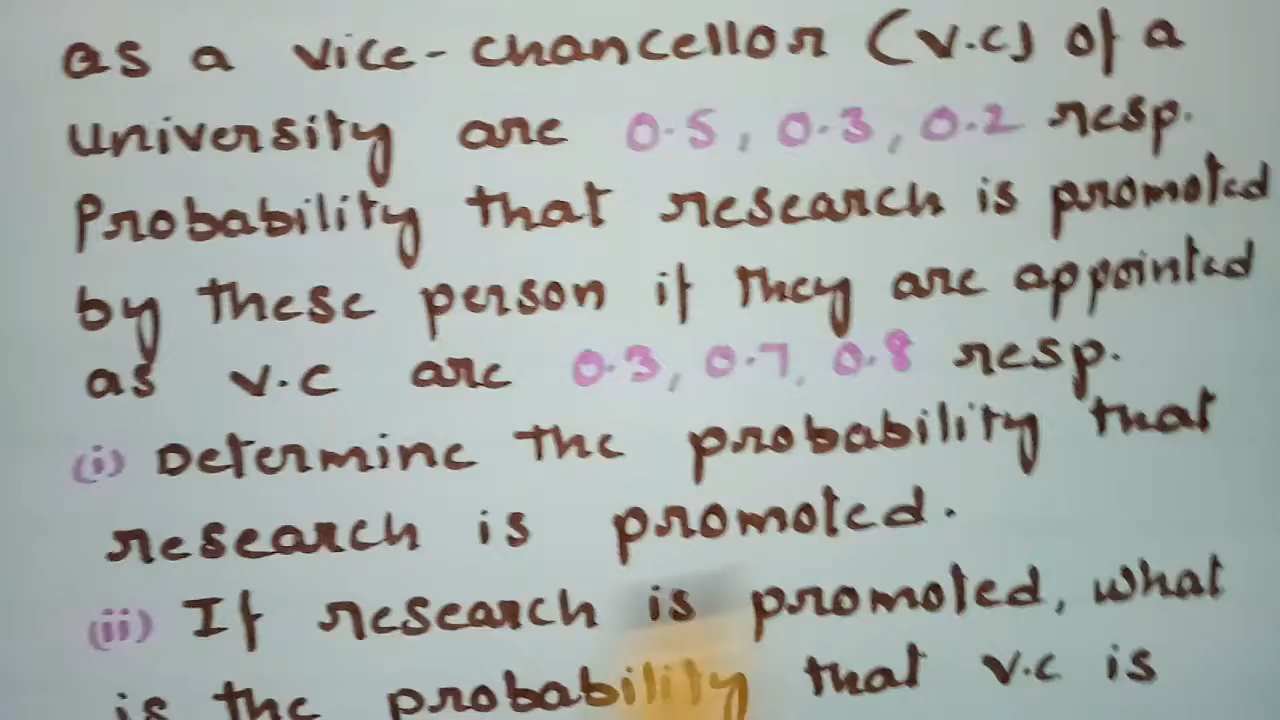 as a vice-chancellor (v.c) of a
university are 0.5, 0.3, 0.2 resp.
Probability that research is promoted
by these person if they are appointed
as v.c are 0.3, 0.7, 0.8 resp.
(i) Determine the probability that
research is promoted.
(ii) If research is promoted, what
is the probability that v.c is